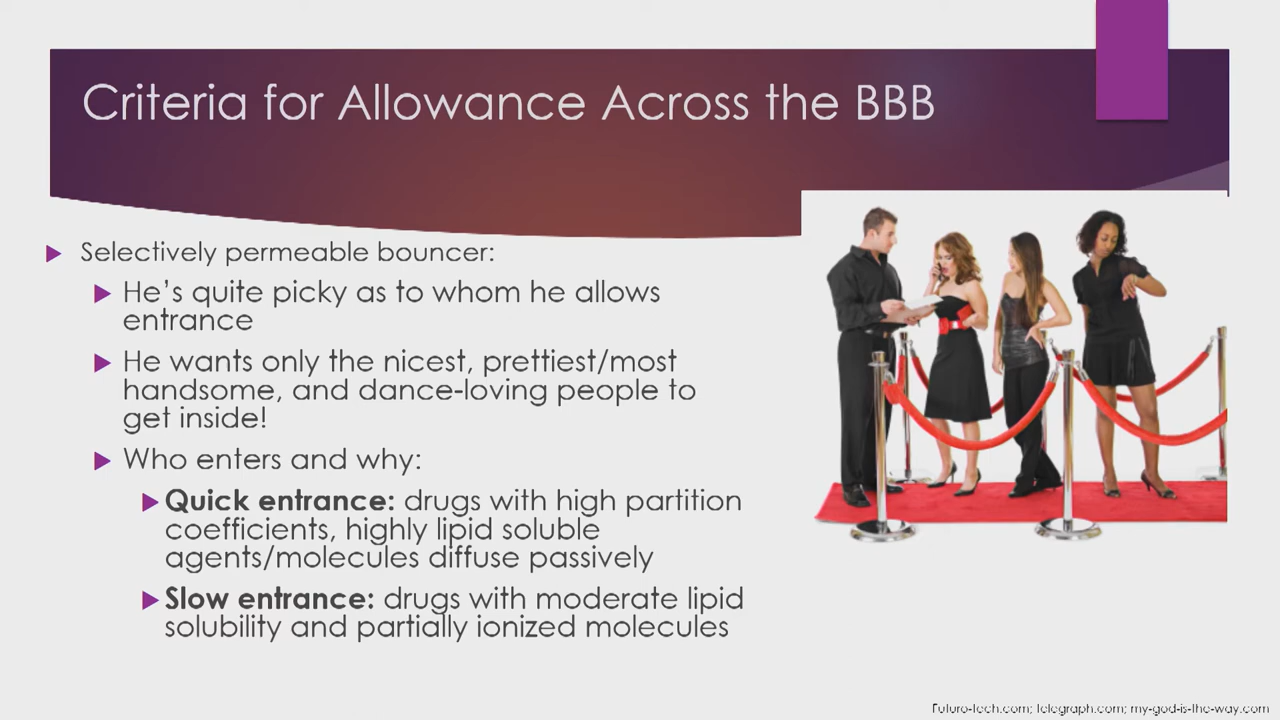 Criteria for Allowance Across the BBB
Selectively permeable bouncer:
He's quite picky as to whom he allows
entrance
He wants only the nicest, prettiest/most
handsome, and dance-loving people to
get inside!
Who enters and why:
Quick entrance: drugs with high partition
coefficients, highly lipid soluble
agents/molecules diffuse passively
Slow entrance: drugs with moderate lipid
solubility and partially ionized molecules
Futuro-tech.com; telegraph.com; my-god-is-the-way.com